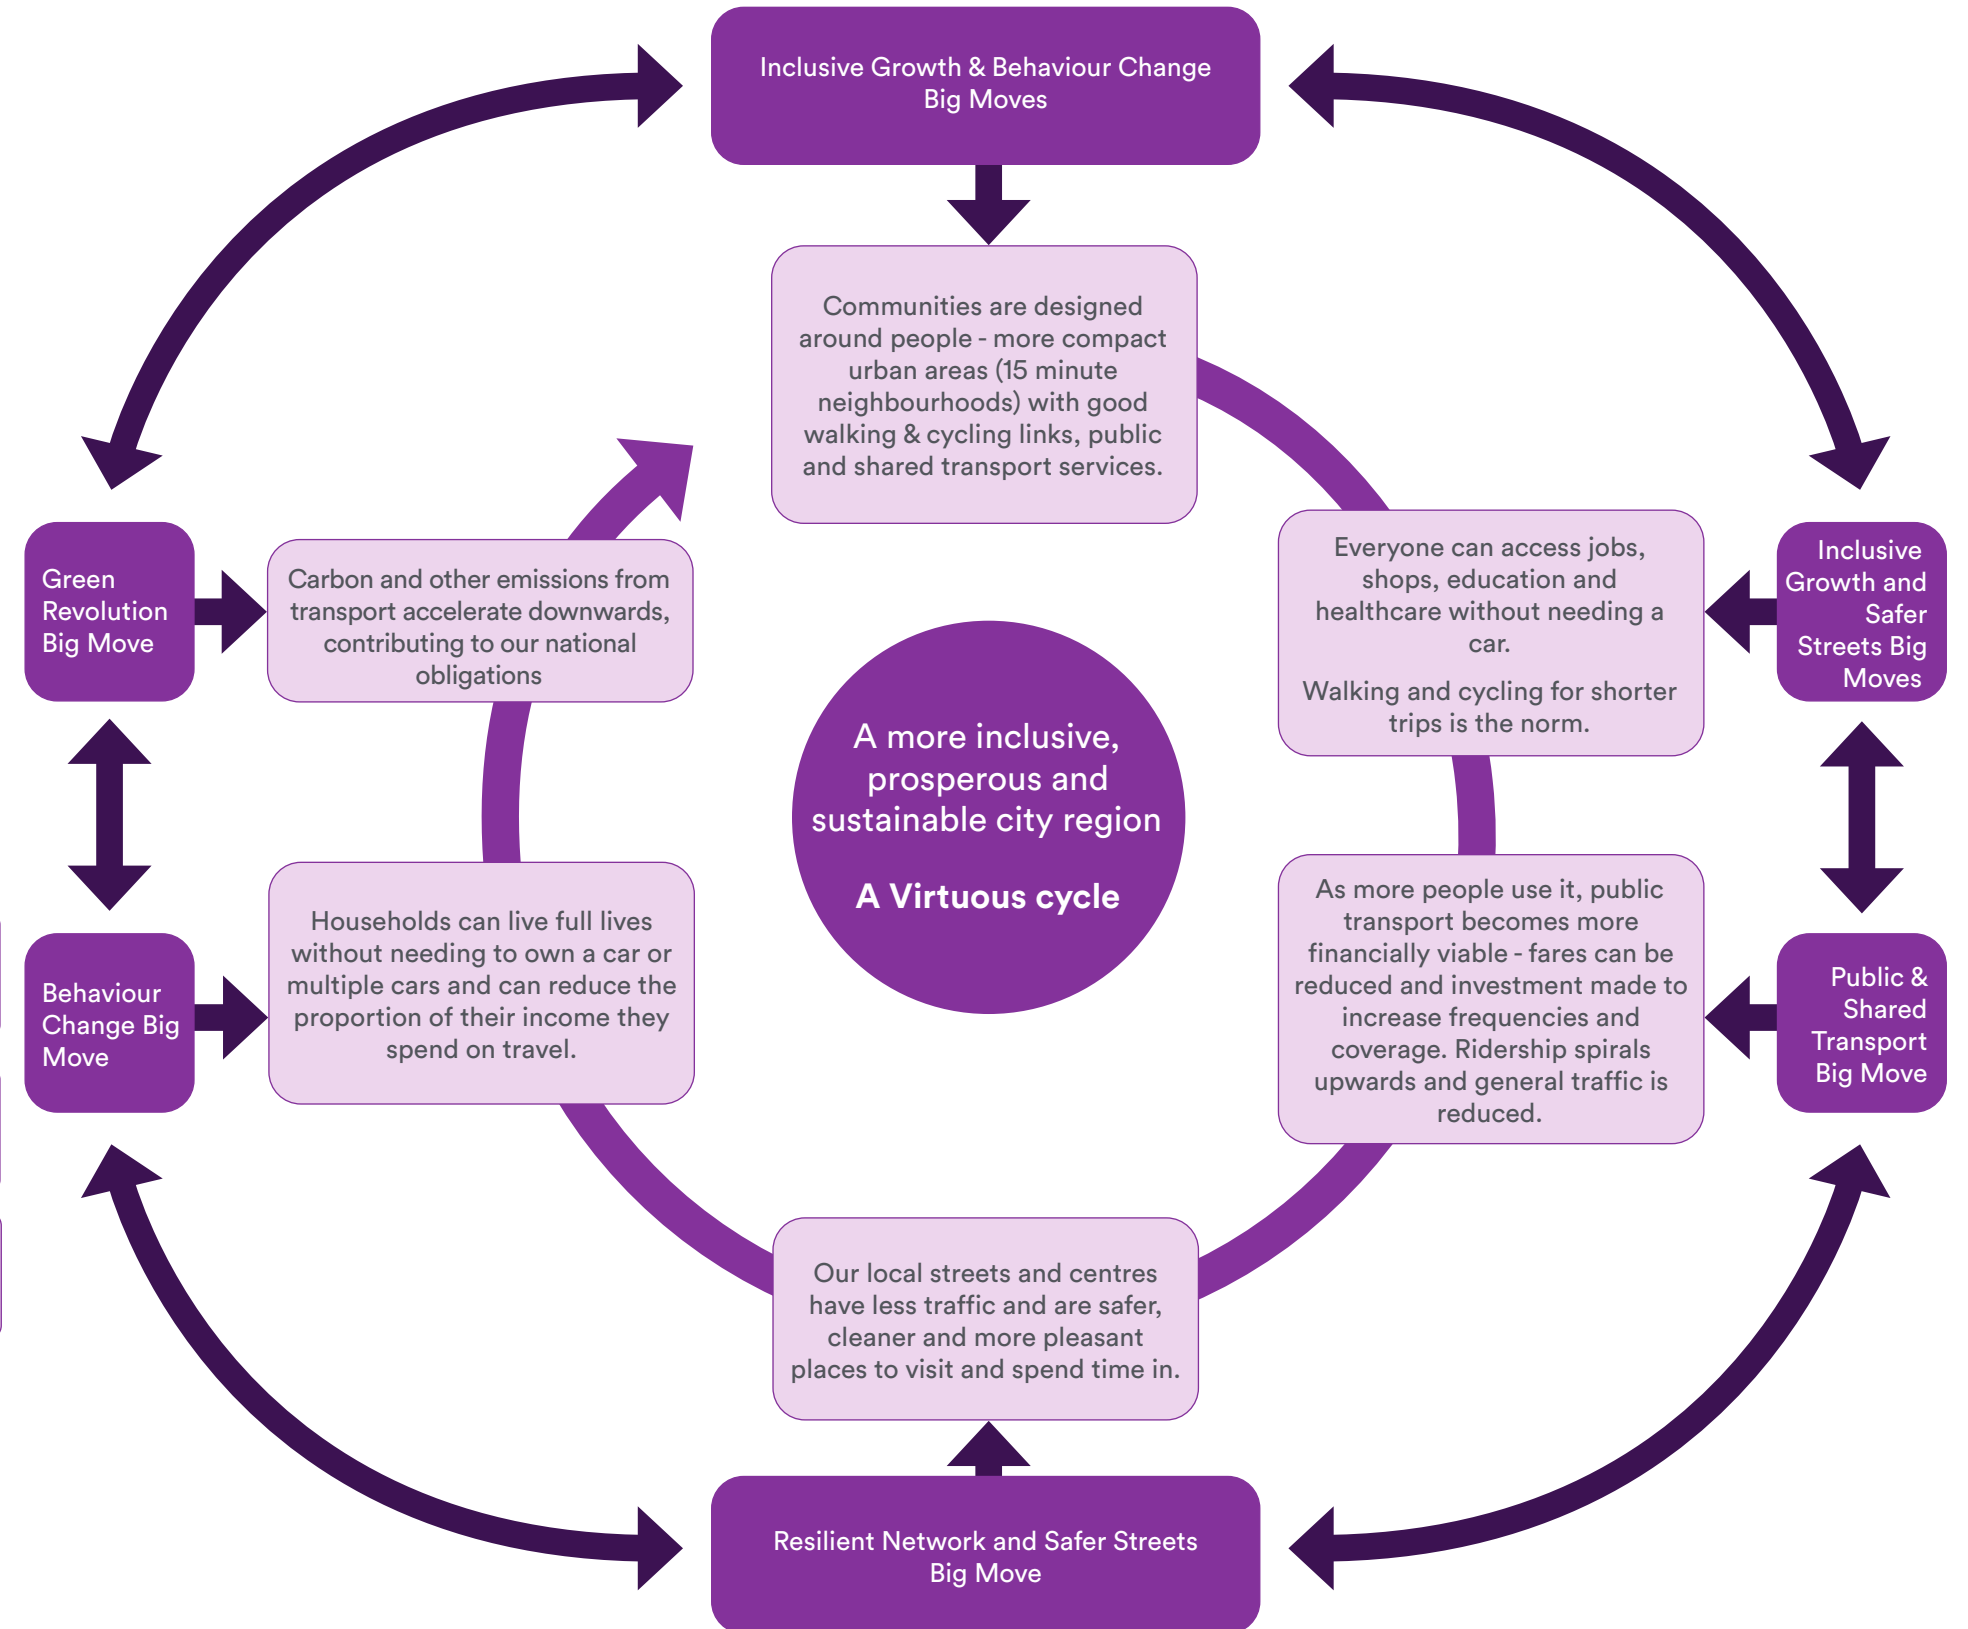 Inclusive Growth & Behaviour Change
Big Moves
Communities are designed
around people - more compact
urban areas (15 minute
neighbourhoods) with good
walking & cycling links, public
and shared transport services.
Everyone can access jobs,
shops, education and
healthcare without needing a
car.
Walking and cycling for shorter
trips is the norm.
Inclusive
Growth and
Safer
Streets Big
Moves
Green
Revolution
Big Move
Carbon and other emissions from
transport accelerate downwards,
contributing to our national
obligations
A more inclusive,
prosperous and
sustainable city region
A Virtuous cycle
As more people use it, public
transport becomes more
financially viable - fares can be
reduced and investment made to
increase frequencies and
coverage. Ridership spirals
upwards and general traffic is
reduced.
Public &
Shared
Transport
Big Move
Behaviour
Change Big
Move
Households can live full lives
without needing to own a car or
multiple cars and can reduce the
proportion of their income they
spend on travel.
Our local streets and centres
have less traffic and are safer,
cleaner and more pleasant
places to visit and spend time in.
Resilient Network and Safer Streets
Big Move